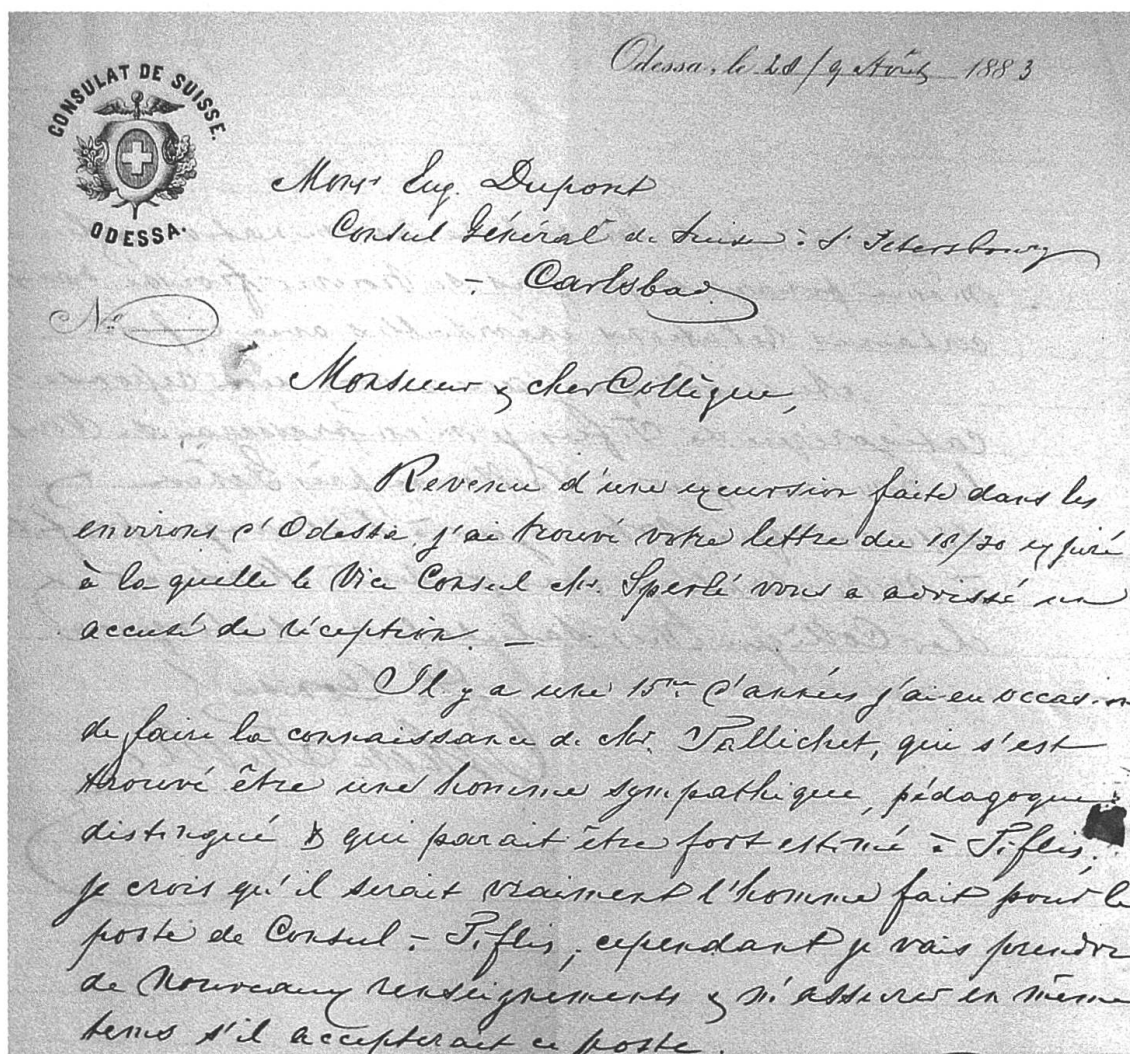 CONSULAT DE SUISSE.
ODESSA.
Odessa, le 28/9 Août 1883
Monsr Eug. Dupont
Consul Général de Suisse à St Petersbourg
Carlsbad.
No
Monsieur & cher Collègue,
Revenu d'une excursion faite dans les
environs d'Odessa j'ai trouvé votre lettre du 18/30
à la quelle le Vice Consul Mr. Sperlé vous a adressé un
accusé de réception. —
Il y a une 15ne d'années j'ai eu occasion
de faire la connaissance de Mr. Tallichet, qui s'est
trouvé être une homme sympathique, pédagogue
distingué & qui parait être fort estimé à Tiflis.
je crois qu'il serait vraiment l'homme fait pour le
poste de Consul à Tiflis, cependant je vais prendre
de nouveaux renseignements & m'assurer en même
tems s'il accepterait ce poste.